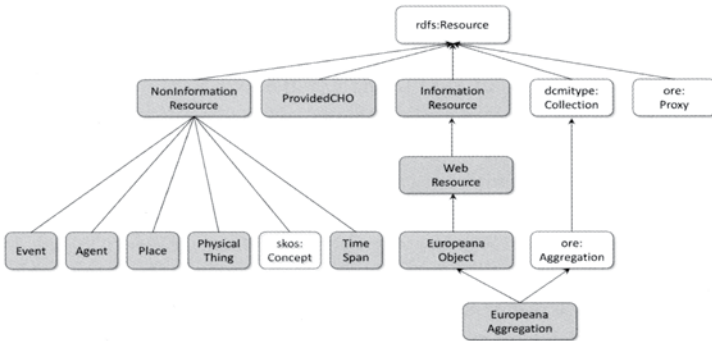 rdfs:Resource
NonInformation
Resource
ProvidedCHO
Information
Resource
dcmitype:
Collection
ore:
Proxy
Web
Resource
Event
Agent
Place
Physical
Thing
skos:
Concept
Time
Span
Europeana
Object
ore:
Aggregation
Europeana
Aggregation